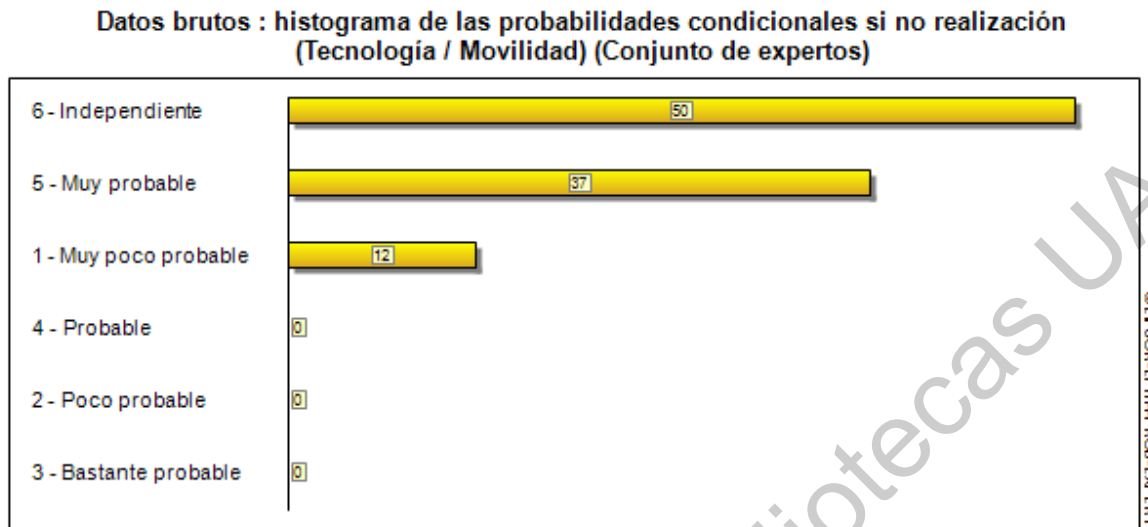 Datos brutos : histograma de las probabilidades condicionales si no realización
(Tecnología / Movilidad) (Conjunto de expertos)
6 - Independiente
50
5 - Muy probable
37
1 - Muy poco probable
12
4 - Probable
0
2 - Poco probable
0
3 - Bastante probable
0